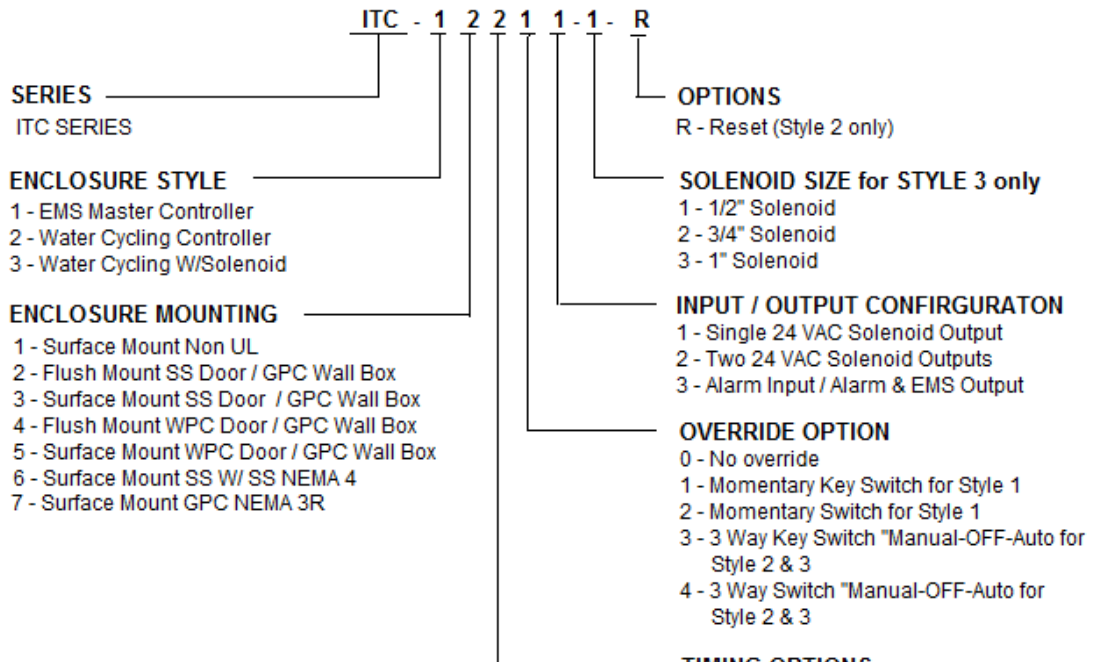 ITC - 1 2 2 1 1 - 1 - R
SERIES
ITC SERIES
ENCLOSURE STYLE
1 - EMS Master Controller
2 - Water Cycling Controller
3 - Water Cycling W/Solenoid
ENCLOSURE MOUNTING
1 - Surface Mount Non UL
2 - Flush Mount SS Door / GPC Wall Box
3 - Surface Mount SS Door / GPC Wall Box
4 - Flush Mount WPC Door / GPC Wall Box
5 - Surface Mount WPC Door / GPC Wall Box
6 - Surface Mount SS W/ SS NEMA 4
7 - Surface Mount GPC NEMA 3R
OPTIONS
R - Reset (Style 2 only)
SOLENOID SIZE for STYLE 3 only
1 - 1/2" Solenoid
2 - 3/4" Solenoid
3 - 1" Solenoid
INPUT / OUTPUT CONFIRGURATON
1 - Single 24 VAC Solenoid Output
2 - Two 24 VAC Solenoid Outputs
3 - Alarm Input / Alarm & EMS Output
OVERRIDE OPTION
0 - No override
1 - Momentary Key Switch for Style 1
2 - Momentary Switch for Style 1
3 - 3 Way Key Switch "Manual-OFF-Auto for
Style 2 & 3
4 - 3 Way Switch "Manual-OFF-Auto for
Style 2 & 3
TIMING OPTIONS